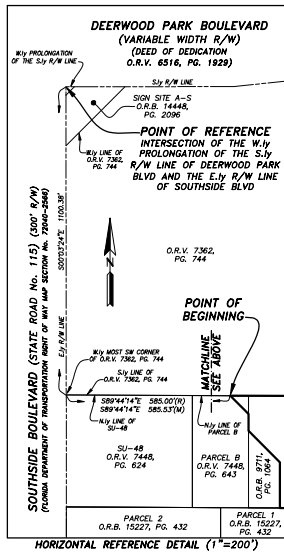 DEERWOOD PARK BOULEVARD
(VARIABLE WIDTH R/W)
(DEED OF DEDICATION
O.R.V. 6516, PG. 1929)
W.ly PROLONGATION
OF THE S.ly R/W LINE
S.ly R/W LINE
SIGN SITE A-S
O.R.B. 14448,
PG. 2096
POINT OF REFERENCE
INTERSECTION OF THE W.ly
PROLONGATION OF THE S.ly
R/W LINE OF DEERWOOD PARK
BLVD AND THE E.ly R/W LINE
OF SOUTHSIDE BLVD
W.ly LINE OF
O.R.V. 7362,
PG. 744
S00°03'24"E 1100.38'
SOUTHSIDE BOULEVARD (STATE ROAD No. 115) (300' R/W)
(FLORIDA DEPARTMENT OF TRANSPORTATION RIGHT OF WAY MAP SECTION No. 72040-2566)
N
O.R.V. 7362,
PG. 744
E.ly R/W LINE
POINT OF
BEGINNING
MATCHLINE
SEE ABOVE
W.ly MOST SW CORNER
OF O.R.V. 7362, PG. 744
S.ly LINE OF
O.R.V. 7362, PG. 744
S89°44'14"E 585.00'(R)
S89°44'14"E 585.53'(M)
N.ly LINE OF
SU-48
N.ly LINE OF
PARCEL B
SU-48
O.R.V. 7448,
PG. 624
PARCEL B
O.R.V. 7448,
PG. 643
O.R.B. 9711,
PG. 1064
PARCEL 2
O.R.B. 15227, PG. 432
PARCEL 1
O.R.B. 15227,
PG. 432
HORIZONTAL REFERENCE DETAIL (1"=200')